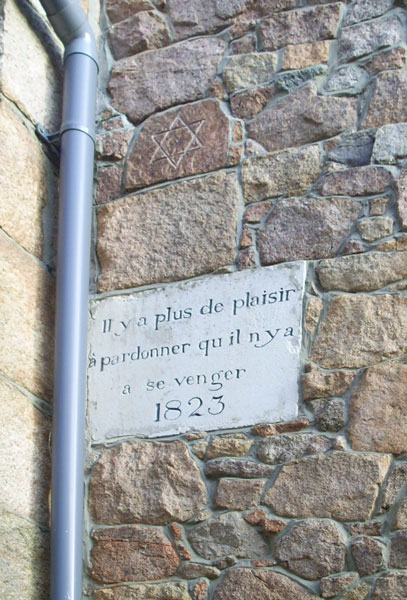 Il y a plus de plaisir
à pardonner qu il n y a
a se venger
1823